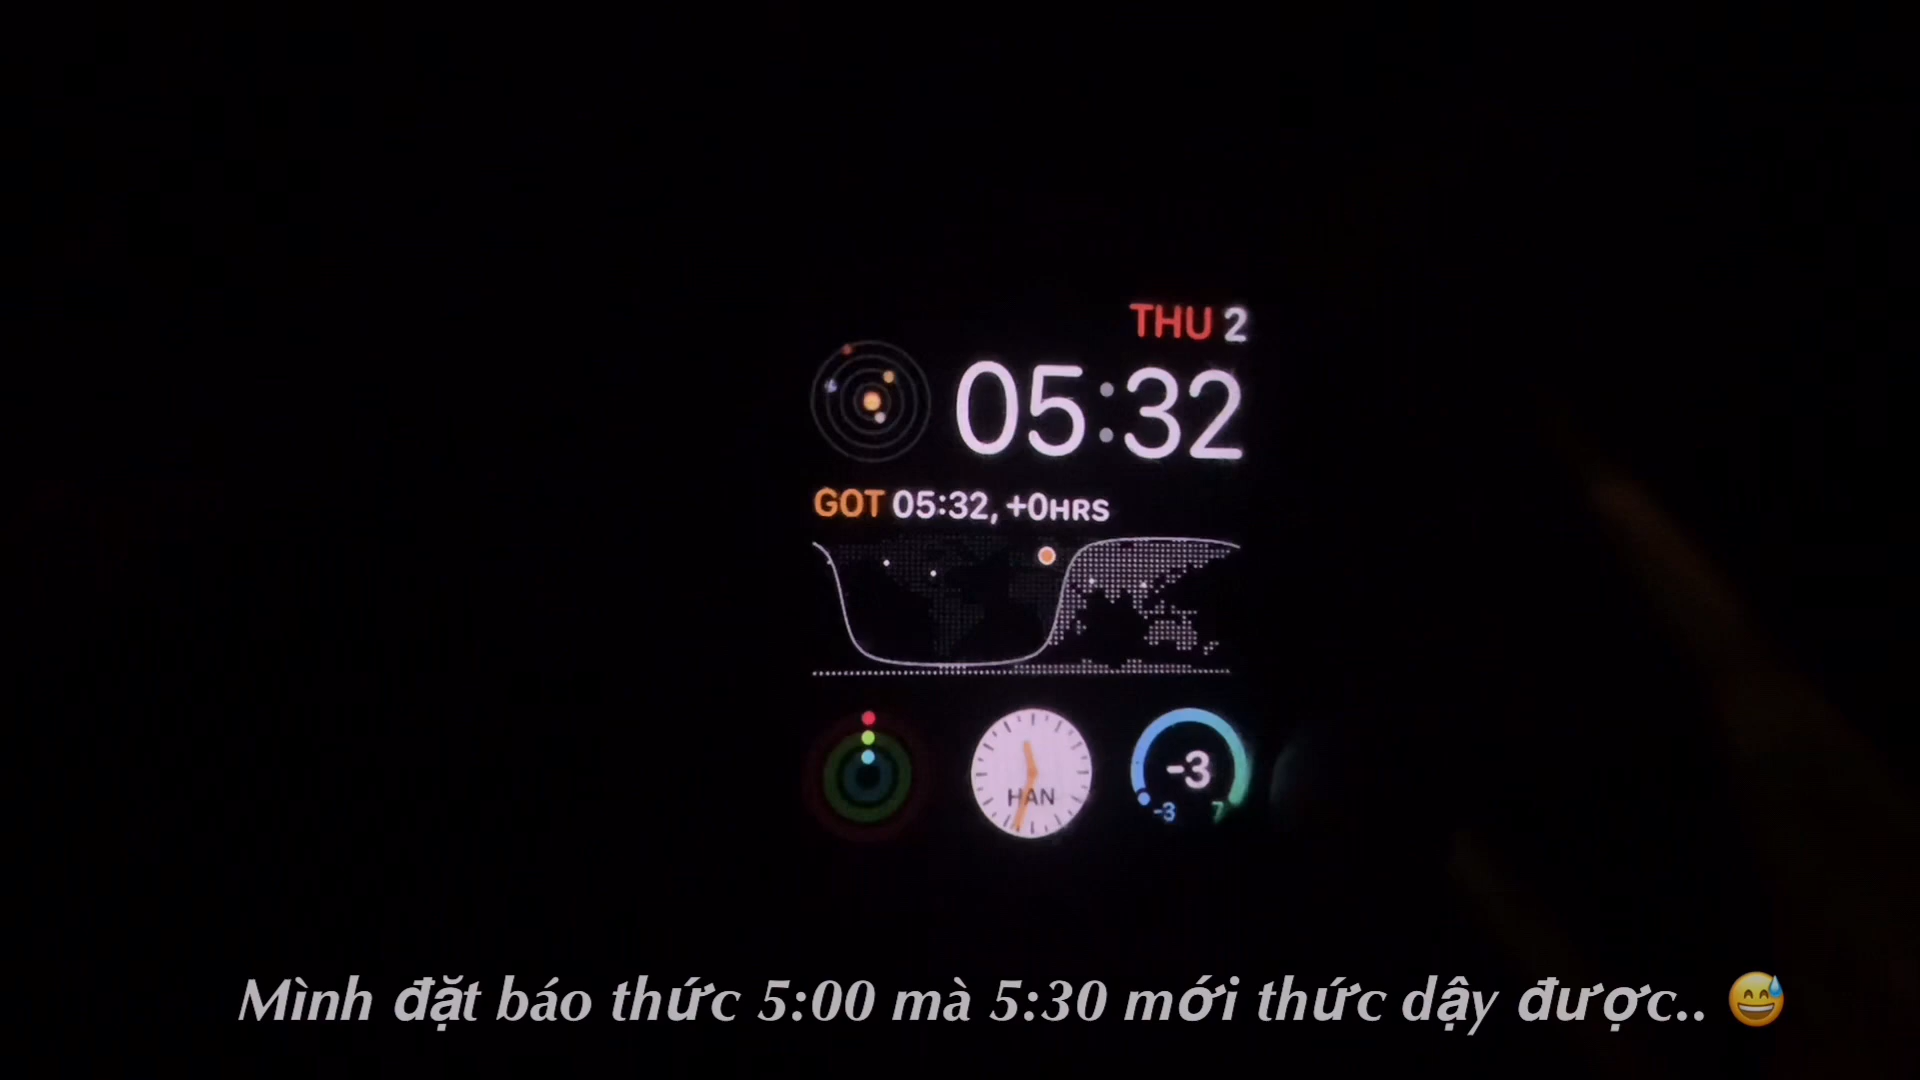 THU 2
05:32
GOT 05:32, +0HRS
HAN
-3
-3 7
Mình đặt báo thức 5:00 mà 5:30 mới thức dậy được.. 😅